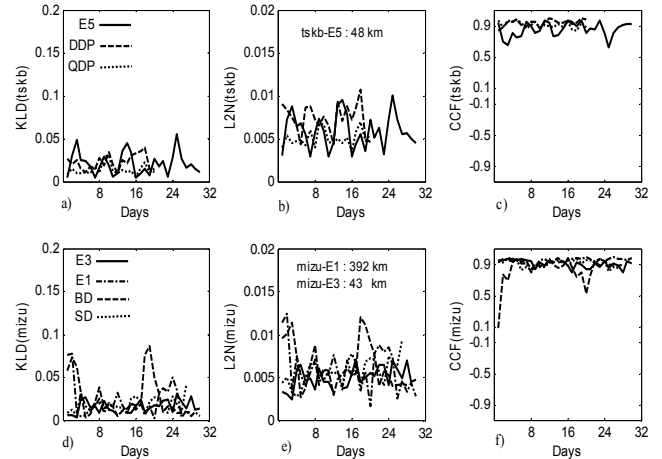 0.2
0.15
0.1
0.05
0
0 8 16 24 32
KLD(tskb)
Days
E5
DDP
QDP
a)
0.02
0.015
0.01
0.005
0
0 8 16 24 32
L2N(tskb)
Days
tskb-E5 : 48 km
b)
0.9
0.5
0.1
-0.1
-0.5
-0.9
8 16 24 32
CCF(tskb)
Days
c)
0.2
0.15
0.1
0.05
0
0 8 16 24 32
KLD(mizu)
Days
E3
E1
BD
SD
d)
0.02
0.015
0.01
0.005
0
8 16 24 32
L2N(mizu)
Days
mizu-E1 : 392 km
mizu-E3 : 43 km
e)
0.9
0.5
0.1
-0.1
-0.5
-0.9
8 16 24 32
CCF(mizu)
Days
f)